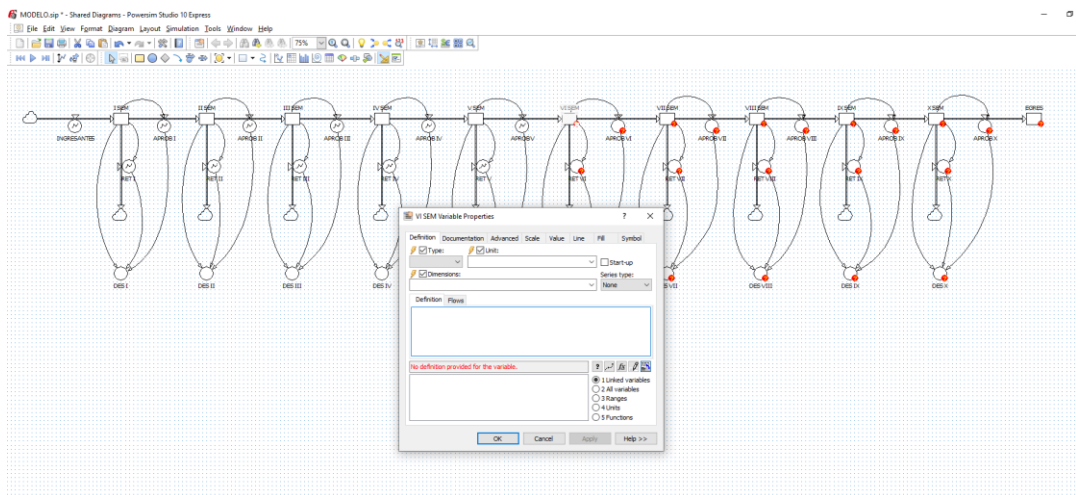 MODELO.sip * - Shared Diagrams - Powersim Studio 10 Express
File Edit View Format Diagram Layout Simulation Tools Window Help
75%
I SEM II SEM III SEM IV SEM V SEM VI SEM VII SEM VIII SEM IX SEM X SEM EGRES
INGRESANTES APROB I APROB II APROB III APROB IV APROB V APROB VI APROB VII APROB VIII APROB IX APROB X
RET I RET II RET III RET IV RET V RET VI RET VII RET VIII RET IX RET X
DES I DES II DES III DES IV DES VII DES VIII DES IX DES X
VI SEM Variable Properties
Definition Documentation Advanced Scale Value Line Fill Symbol
Type: Unit:
Start-up
Dimensions: Series type:
None
Definition Flows
No definition provided for the variable.
1 Linked variables
2 All variables
3 Ranges
4 Units
5 Functions
OK Cancel Apply Help >>